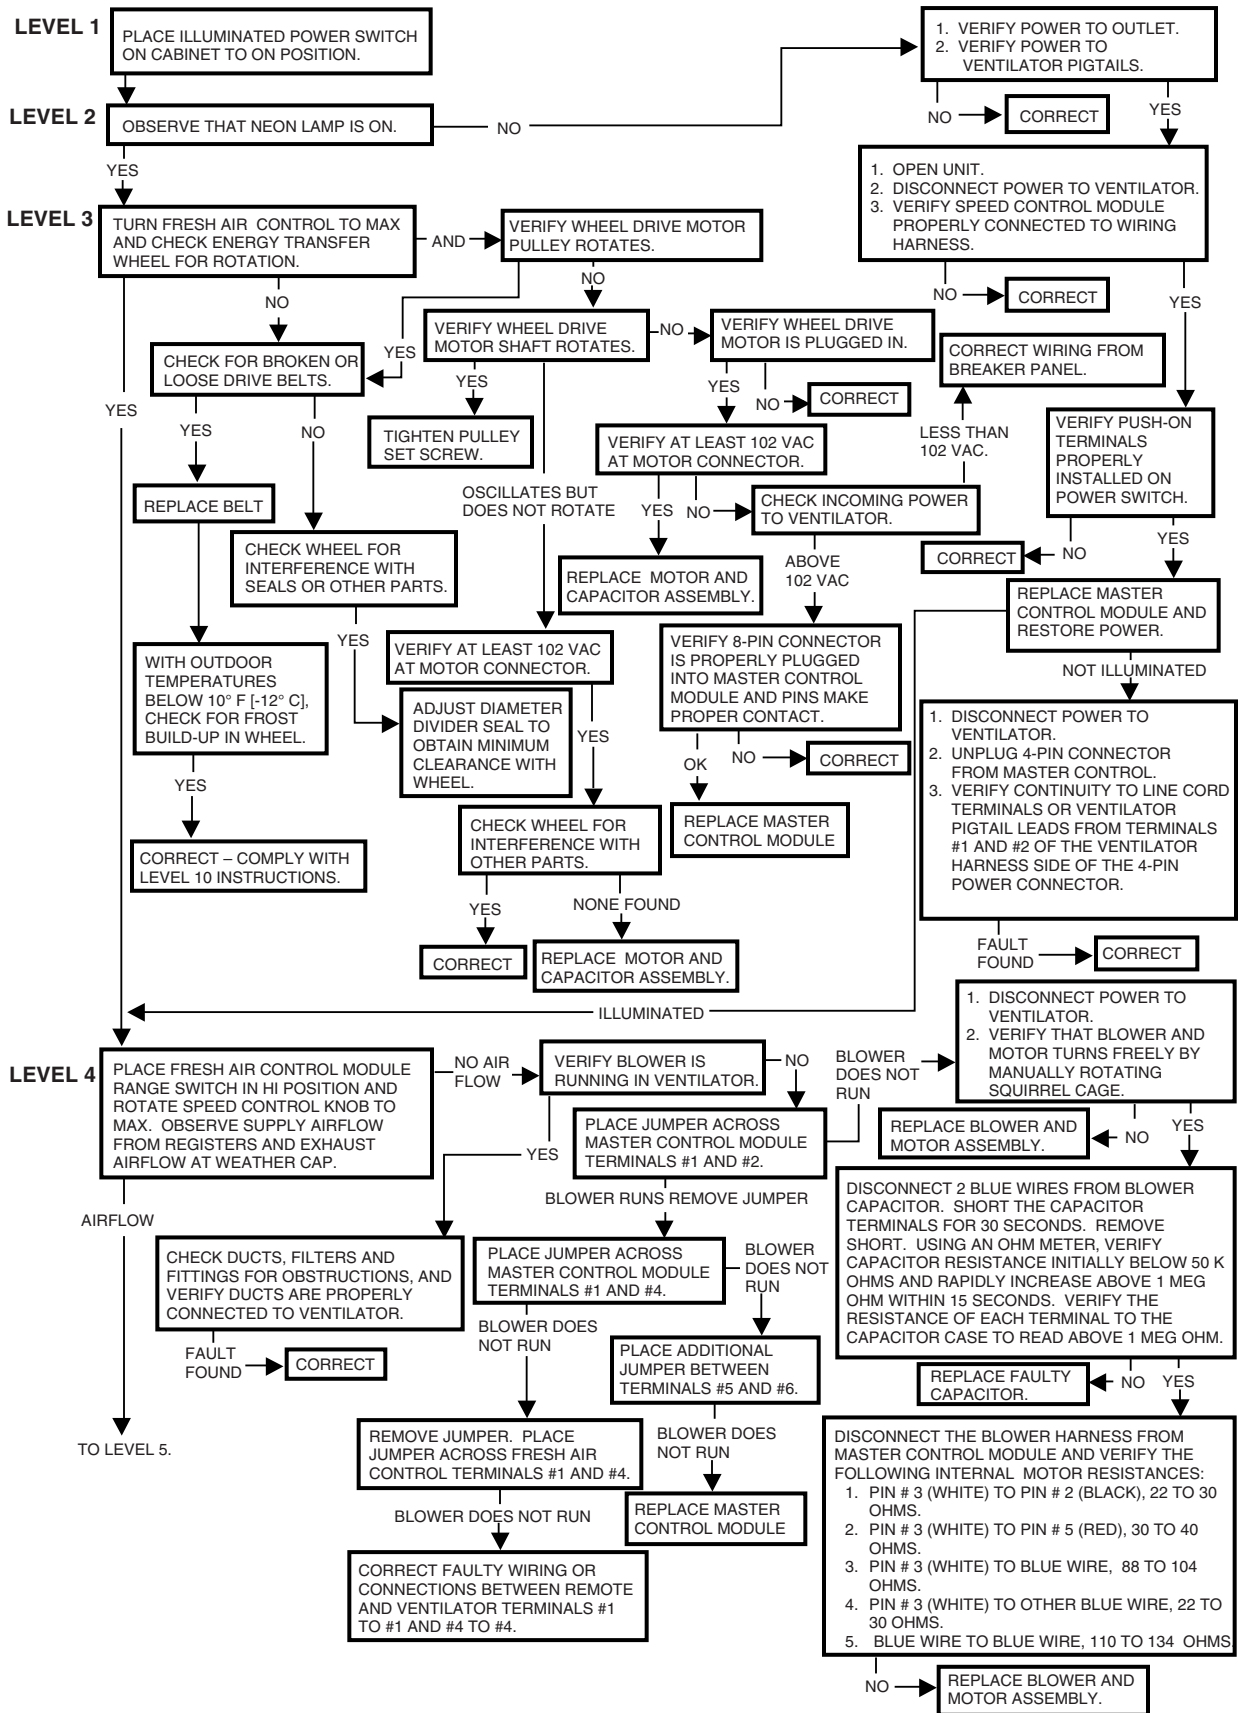 LEVEL 1
PLACE ILLUMINATED POWER SWITCH
ON CABINET TO ON POSITION.
1. VERIFY POWER TO OUTLET.
2. VERIFY POWER TO
VENTILATOR PIGTAILS.
NO
CORRECT
YES
LEVEL 2
OBSERVE THAT NEON LAMP IS ON.
NO
YES
1. OPEN UNIT.
2. DISCONNECT POWER TO VENTILATOR.
3. VERIFY SPEED CONTROL MODULE
PROPERLY CONNECTED TO WIRING
HARNESS.
NO
CORRECT
YES
LEVEL 3
TURN FRESH AIR CONTROL TO MAX
AND CHECK ENERGY TRANSFER
WHEEL FOR ROTATION.
AND
VERIFY WHEEL DRIVE MOTOR
PULLEY ROTATES.
NO
NO
YES
YES
CHECK FOR BROKEN OR
LOOSE DRIVE BELTS.
VERIFY WHEEL DRIVE
MOTOR SHAFT ROTATES.
NO
VERIFY WHEEL DRIVE
MOTOR IS PLUGGED IN.
CORRECT WIRING FROM
BREAKER PANEL.
YES
NO
YES
YES
NO
CORRECT
TIGHTEN PULLEY
SET SCREW.
VERIFY AT LEAST 102 VAC
AT MOTOR CONNECTOR.
LESS THAN
102 VAC.
VERIFY PUSH-ON
TERMINALS
PROPERLY
INSTALLED ON
POWER SWITCH.
REPLACE BELT
OSCILLATES BUT
DOES NOT ROTATE
YES
NO
CHECK INCOMING POWER
TO VENTILATOR.
CORRECT
NO
YES
CHECK WHEEL FOR
INTERFERENCE WITH
SEALS OR OTHER PARTS.
REPLACE MOTOR AND
CAPACITOR ASSEMBLY.
ABOVE
102 VAC
REPLACE MASTER
CONTROL MODULE AND
RESTORE POWER.
YES
WITH OUTDOOR
TEMPERATURES
BELOW 10° F [-12° C],
CHECK FOR FROST
BUILD-UP IN WHEEL.
VERIFY AT LEAST 102 VAC
AT MOTOR CONNECTOR.
VERIFY 8-PIN CONNECTOR
IS PROPERLY PLUGGED
INTO MASTER CONTROL
MODULE AND PINS MAKE
PROPER CONTACT.
NOT ILLUMINATED
ADJUST DIAMETER
DIVIDER SEAL TO
OBTAIN MINIMUM
CLEARANCE WITH
WHEEL.
YES
OK
NO
CORRECT
1. DISCONNECT POWER TO
VENTILATOR.
2. UNPLUG 4-PIN CONNECTOR
FROM MASTER CONTROL.
3. VERIFY CONTINUITY TO LINE CORD
TERMINALS OR VENTILATOR
PIGTAIL LEADS FROM TERMINALS
#1 AND #2 OF THE VENTILATOR
HARNESS SIDE OF THE 4-PIN
POWER CONNECTOR.
YES
CORRECT – COMPLY WITH
LEVEL 10 INSTRUCTIONS.
CHECK WHEEL FOR
INTERFERENCE WITH
OTHER PARTS.
REPLACE MASTER
CONTROL MODULE
YES
NONE FOUND
CORRECT
REPLACE MOTOR AND
CAPACITOR ASSEMBLY.
FAULT
FOUND
CORRECT
ILLUMINATED
LEVEL 4
PLACE FRESH AIR CONTROL MODULE
RANGE SWITCH IN HI POSITION AND
ROTATE SPEED CONTROL KNOB TO
MAX. OBSERVE SUPPLY AIRFLOW
FROM REGISTERS AND EXHAUST
AIRFLOW AT WEATHER CAP.
NO AIR
FLOW
VERIFY BLOWER IS
RUNNING IN VENTILATOR.
NO
BLOWER
DOES NOT
RUN
1. DISCONNECT POWER TO
VENTILATOR.
2. VERIFY THAT BLOWER AND
MOTOR TURNS FREELY BY
MANUALLY ROTATING
SQUIRREL CAGE.
YES
PLACE JUMPER ACROSS
MASTER CONTROL MODULE
TERMINALS #1 AND #2.
REPLACE BLOWER AND
MOTOR ASSEMBLY.
NO
YES
AIRFLOW
BLOWER RUNS REMOVE JUMPER
DISCONNECT 2 BLUE WIRES FROM BLOWER
CAPACITOR. SHORT THE CAPACITOR
TERMINALS FOR 30 SECONDS. REMOVE
SHORT. USING AN OHM METER, VERIFY
CAPACITOR RESISTANCE INITIALLY BELOW 50 K
OHMS AND RAPIDLY INCREASE ABOVE 1 MEG
OHM WITHIN 15 SECONDS. VERIFY THE
RESISTANCE OF EACH TERMINAL TO THE
CAPACITOR CASE TO READ ABOVE 1 MEG OHM.
CHECK DUCTS, FILTERS AND
FITTINGS FOR OBSTRUCTIONS, AND
VERIFY DUCTS ARE PROPERLY
CONNECTED TO VENTILATOR.
PLACE JUMPER ACROSS
MASTER CONTROL MODULE
TERMINALS #1 AND #4.
BLOWER
DOES NOT
RUN
FAULT
FOUND
CORRECT
BLOWER DOES
NOT RUN
PLACE ADDITIONAL
JUMPER BETWEEN
TERMINALS #5 AND #6.
REPLACE FAULTY
CAPACITOR.
NO
YES
TO LEVEL 5.
REMOVE JUMPER. PLACE
JUMPER ACROSS FRESH AIR
CONTROL TERMINALS #1 AND #4.
BLOWER DOES
NOT RUN
DISCONNECT THE BLOWER HARNESS FROM
MASTER CONTROL MODULE AND VERIFY THE
FOLLOWING INTERNAL MOTOR RESISTANCES:
1. PIN # 3 (WHITE) TO PIN # 2 (BLACK), 22 TO 30
OHMS.
2. PIN # 3 (WHITE) TO PIN # 5 (RED), 30 TO 40
OHMS.
3. PIN # 3 (WHITE) TO BLUE WIRE, 88 TO 104
OHMS.
4. PIN # 3 (WHITE) TO OTHER BLUE WIRE, 22 TO
30 OHMS.
5. BLUE WIRE TO BLUE WIRE, 110 TO 134 OHMS.
BLOWER DOES NOT RUN
REPLACE MASTER
CONTROL MODULE
CORRECT FAULTY WIRING OR
CONNECTIONS BETWEEN REMOTE
AND VENTILATOR TERMINALS #1
TO #1 AND #4 TO #4.
NO
REPLACE BLOWER AND
MOTOR ASSEMBLY.